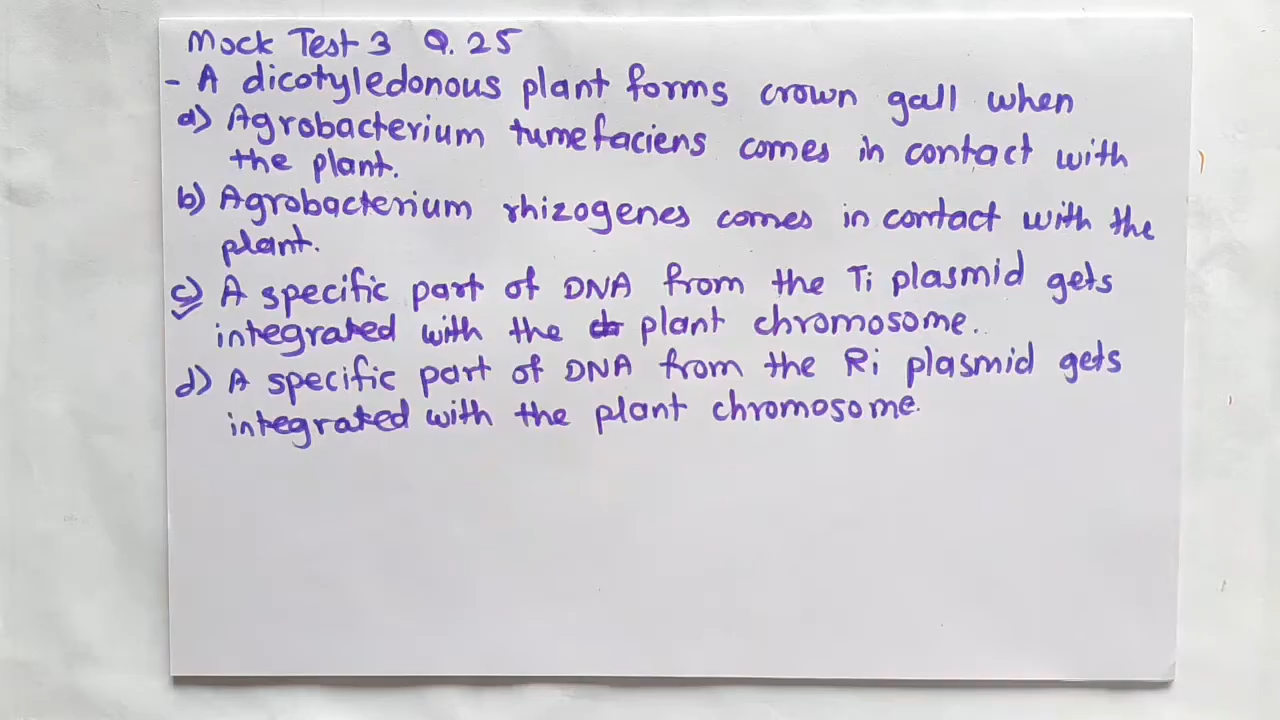 Mock Test 3 Q. 25
- A dicotyledonous plant forms crown gall when
a) Agrobacterium tumefaciens comes in contact with
the plant.
b) Agrobacterium rhizogenes comes in contact with the
plant.
c) A specific part of DNA from the Ti plasmid gets
integrated with the plant chromosome..
d) A specific part of DNA from the Ri plasmid gets
integrated with the plant chromosome.